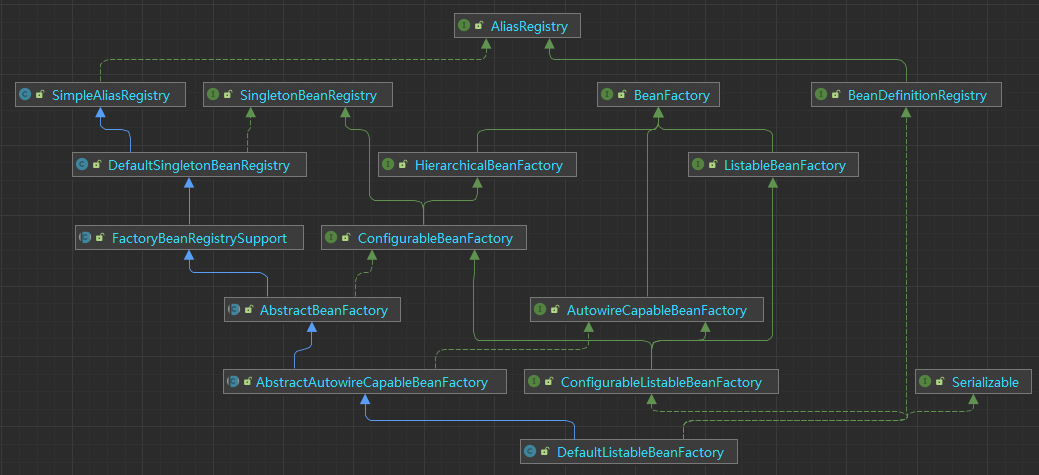 AliasRegistry
SimpleAliasRegistry
SingletonBeanRegistry
BeanFactory
BeanDefinitionRegistry
DefaultSingletonBeanRegistry
HierarchicalBeanFactory
ListableBeanFactory
FactoryBeanRegistrySupport
ConfigurableBeanFactory
AbstractBeanFactory
AutowireCapableBeanFactory
AbstractAutowireCapableBeanFactory
ConfigurableListableBeanFactory
Serializable
DefaultListableBeanFactory